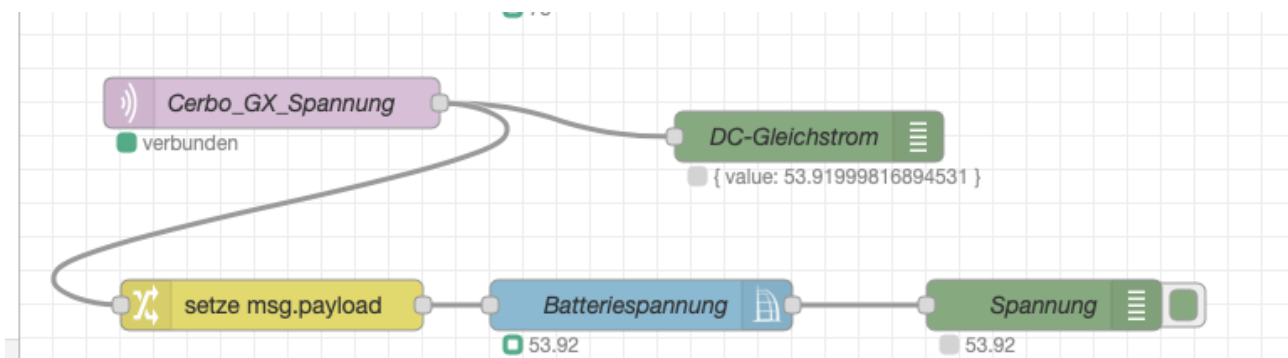 Cerbo_GX_Spannung
verbunden
DC-Gleichstrom
{ value: 53.91999816894531 }
setze msg.payload
Batteriespannung
53.92
Spannung
53.92